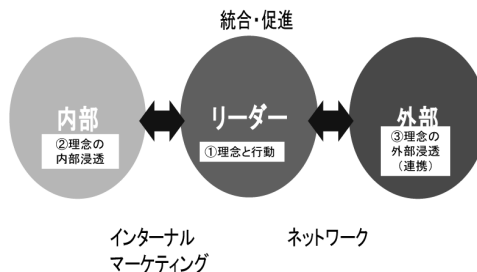 統合・促進
内部
②理念の
内部浸透
リーダー
①理念と行動
外部
③理念の
外部浸透
(連携)
インターナル
マーケティング
ネットワーク